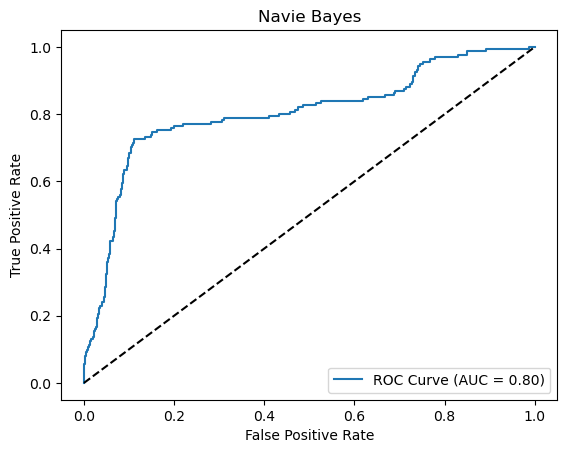 Navie Bayes
1.0
0.8
0.6
0.4
0.2
0.0
True Positive Rate
ROC Curve (AUC = 0.80)
0.0 0.2 0.4 0.6 0.8 1.0
False Positive Rate